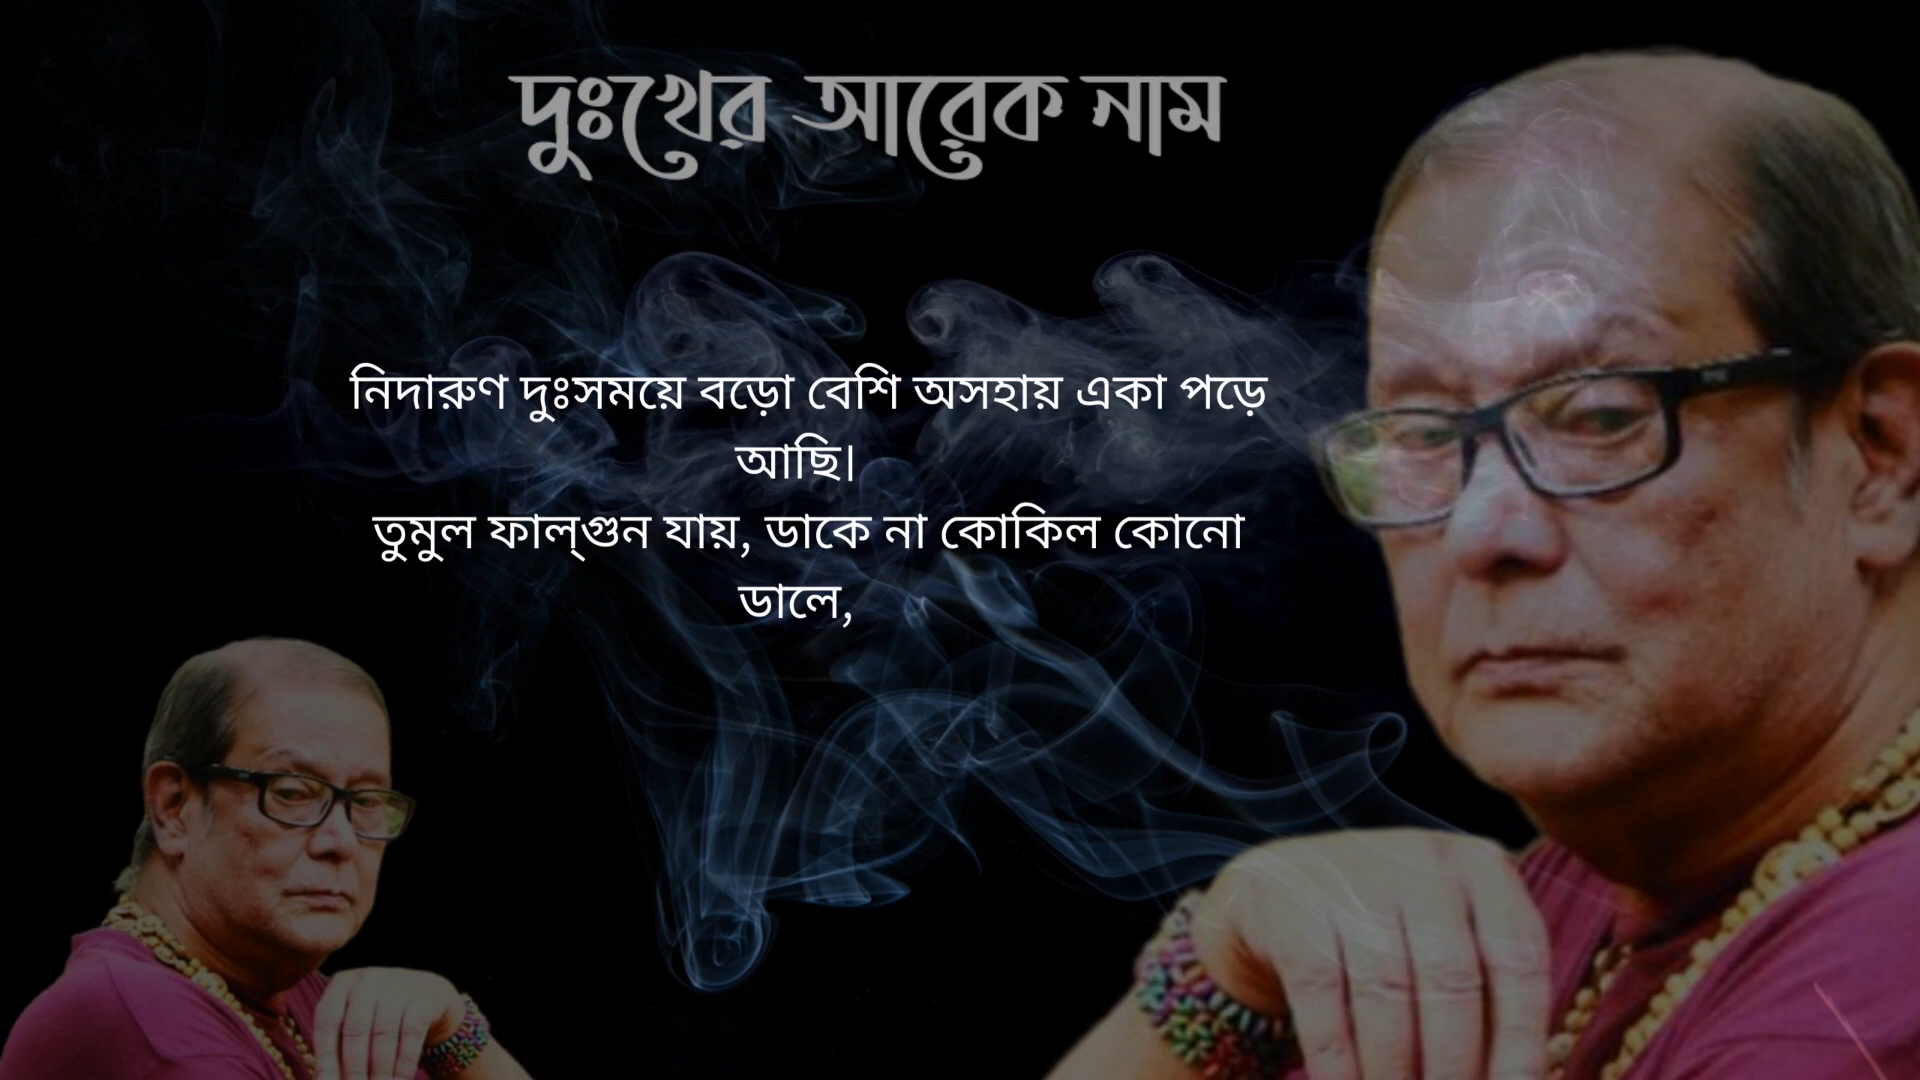 দুঃখের আরেক নাম
নিদারুণ দুঃসময়ে বড়ো বেশি অসহায় একা পড়ে
আছি।
তুমুল ফাল্‌গুন যায়, ডাকে না কোকিল কোনো
ডালে,